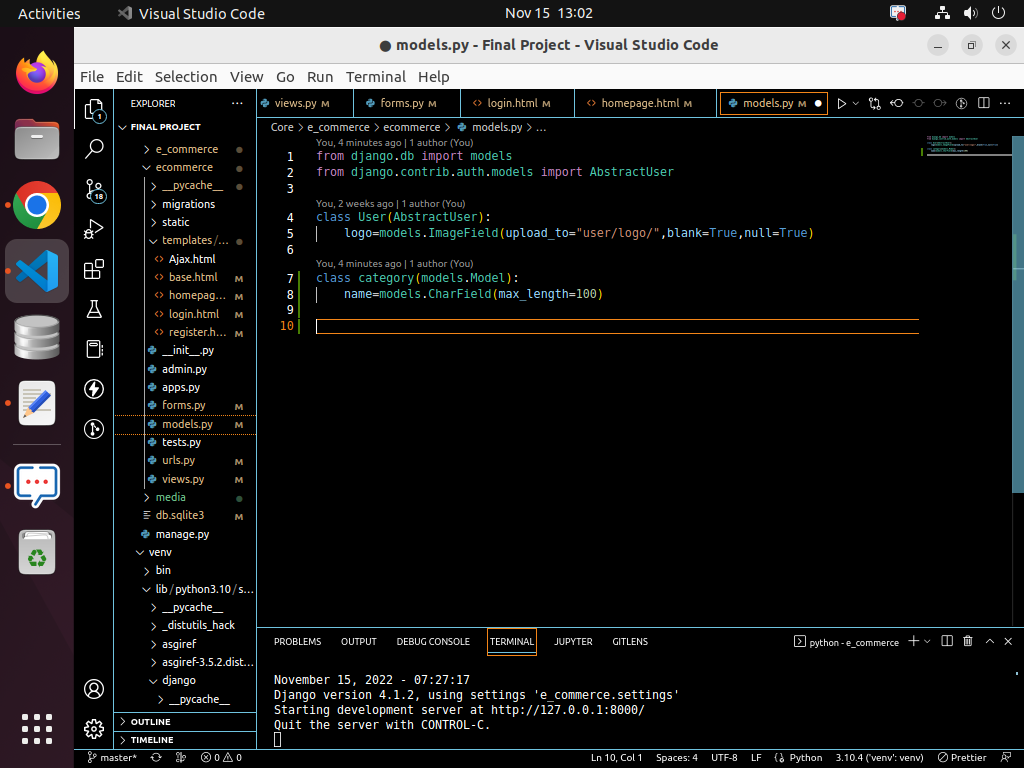 Activities
Visual Studio Code
Nov 15 13:02
● models.py - Final Project - Visual Studio Code
File Edit Selection View Go Run Terminal Help
EXPLORER
views.py M
forms.py M
login.html M
homepage.html M
models.py M
FINAL PROJECT
Core > e_commerce > ecommerce > models.py > ...
e_commerce
ecommerce
__pycache__
migrations
static
templates/...
Ajax.html
base.html M
homepag... M
login.html M
register.h... M
__init__.py
admin.py
apps.py
forms.py M
models.py M
tests.py
urls.py M
views.py M
media
db.sqlite3 M
manage.py
venv
bin
lib/python3.10/s...
__pycache__
_distutils_hack
asgiref
asgiref-3.5.2.dist...
django
__pycache__
OUTLINE
TIMELINE
1
18
You, 4 minutes ago | 1 author (You)
1 from django.db import models
2 from django.contrib.auth.models import AbstractUser
3
You, 2 weeks ago | 1 author (You)
4 class User(AbstractUser):
5 logo=models.ImageField(upload_to="user/logo/",blank=True,null=True)
6
You, 4 minutes ago | 1 author (You)
7 class category(models.Model):
8 name=models.CharField(max_length=100)
9
10
PROBLEMS OUTPUT DEBUG CONSOLE TERMINAL JUPYTER GITLENS
python - e_commerce
November 15, 2022 - 07:27:17
Django version 4.1.2, using settings 'e_commerce.settings'
Starting development server at http://127.0.0.1:8000/
Quit the server with CONTROL-C.
master* 0 0 Ln 10, Col 1 Spaces: 4 UTF-8 LF Python 3.10.4 ('venv': venv) Prettier